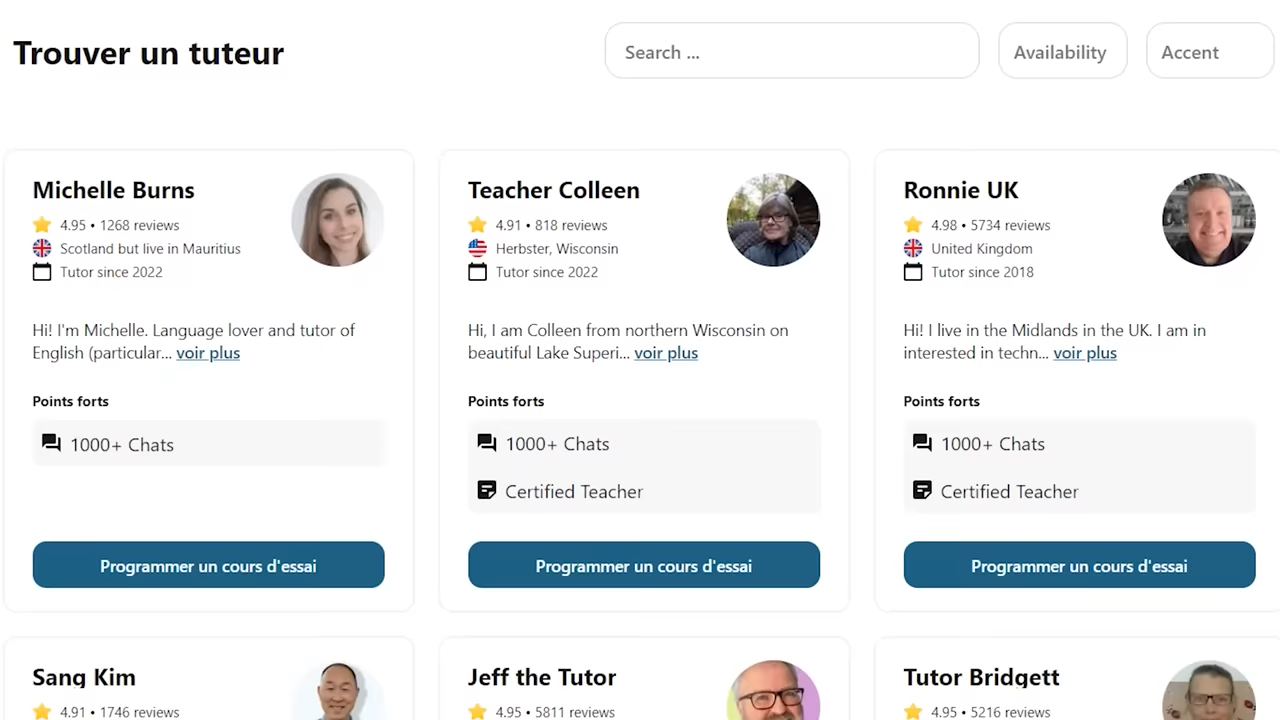 Trouver un tuteur
Search ...
Availability
Accent
Michelle Burns
4.95 • 1268 reviews
Scotland but live in Mauritius
Tutor since 2022
Hi! I'm Michelle. Language lover and tutor of
English (particular... voir plus
Points forts
1000+ Chats
Programmer un cours d'essai
Teacher Colleen
4.91 • 818 reviews
Herbster, Wisconsin
Tutor since 2022
Hi, I am Colleen from northern Wisconsin on
beautiful Lake Superi... voir plus
Points forts
1000+ Chats
Certified Teacher
Programmer un cours d'essai
Ronnie UK
4.98 • 5734 reviews
United Kingdom
Tutor since 2018
Hi! I live in the Midlands in the UK. I am in
interested in techn... voir plus
Points forts
1000+ Chats
Certified Teacher
Programmer un cours d'essai
Sang Kim
4.91 • 1746 reviews
Jeff the Tutor
4.95 • 5811 reviews
Tutor Bridgett
4.95 • 5216 reviews